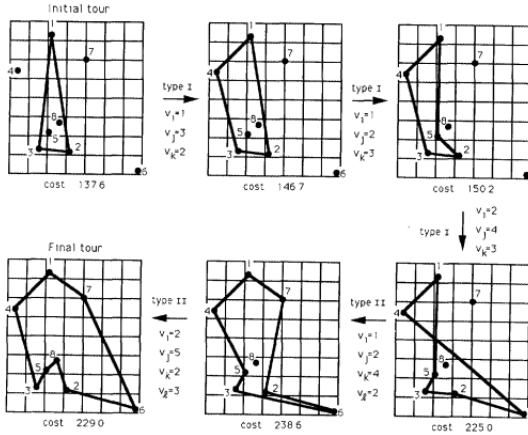 Initial tour
1
7
4
8
5
3
2
6
cost 137.6
type I
v_i=1
v_j=3
v_k=2
1
7
4
8
5
3
2
cost 146.7
type I
v_i=1
v_j=2
v_k=3
1
7
4
8
5
3
2
cost 150.2
type I
v_i=2
v_j=4
v_k=3
Final tour
1
7
4
8
5
3
2
6
cost 229.0
type II
v_i=2
v_j=5
v_k=2
v_ℓ=3
1
7
4
8
5
3
2
6
cost 238.6
type II
v_i=1
v_j=2
v_k=4
v_ℓ=2
1
7
4
8
5
3
2
6
cost 225.0